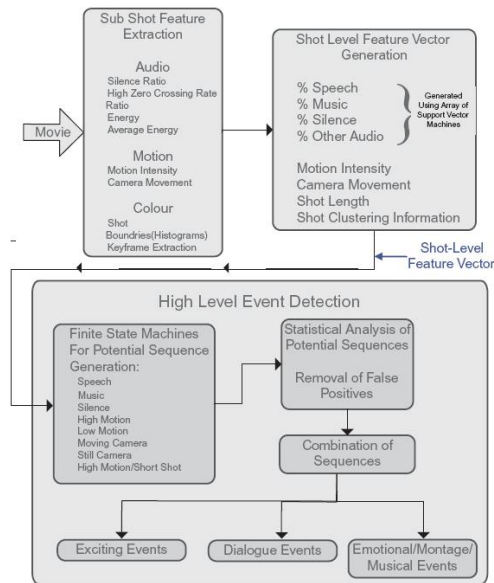 Movie
Sub Shot Feature
Extraction
Audio
Silence Ratio
High Zero Crossing Rate
Ratio
Energy
Average Energy
Motion
Motion Intensity
Camera Movement
Colour
Shot
Boundries(Histograms)
Keyframe Extraction
Shot Level Feature Vector
Generation
% Speech
% Music
% Silence
% Other Audio
Generated
Using Array of
Support Vector
Machines
Motion Intensity
Camera Movement
Shot Length
Shot Clustering Information
Shot-Level
Feature Vector
High Level Event Detection
Finite State Machines
For Potential Sequence
Generation:
Speech
Music
Silence
High Motion
Low Motion
Moving Camera
Still Camera
High Motion/Short Shot
Statistical Analysis of
Potential Sequences
Removal of False
Positives
Combination of
Sequences
Exciting Events
Dialogue Events
Emotional/Montage/
Musical Events